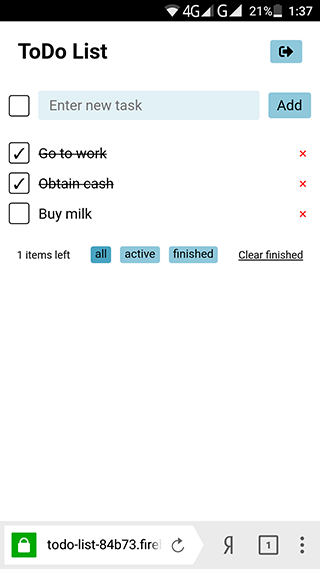 4G G 21% 1:37
ToDo List
Enter new task Add
Go to work ×
Obtain cash ×
Buy milk ×
1 items left all active finished Clear finished
todo-list-84b73.fire Я 1